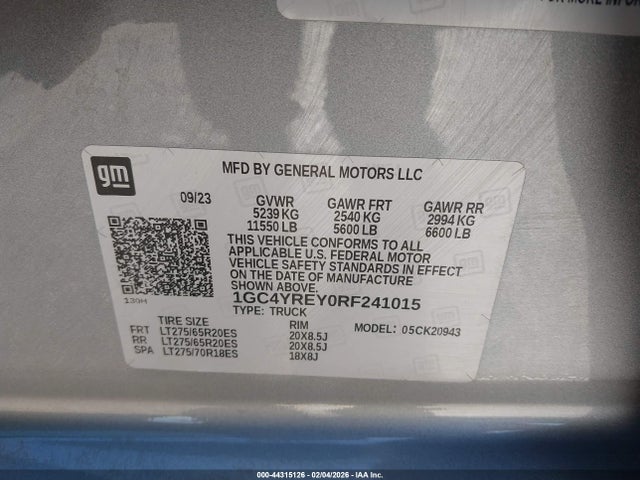 FOR MORE INFOR
gm
MFD BY GENERAL MOTORS LLC
09/23 GVWR GAWR FRT GAWR RR
5239 KG 2540 KG 2994 KG
11550 LB 5600 LB 6600 LB
THIS VEHICLE CONFORMS TO ALL
APPLICABLE U.S. FEDERAL MOTOR
VEHICLE SAFETY STANDARDS IN EFFECT
ON THE DATE OF MANUFACTURE
SHOWN ABOVE.
130H
1GC4YREY0RF241015
TYPE: TRUCK
TIRE SIZE RIM MODEL: 05CK20943
FRT LT275/65R20ES 20X8.5J
RR LT275/65R20ES 20X8.5J
SPA LT275/70R18ES 18X8J
000-44315126 - 02/04/2026 - IAA Inc.